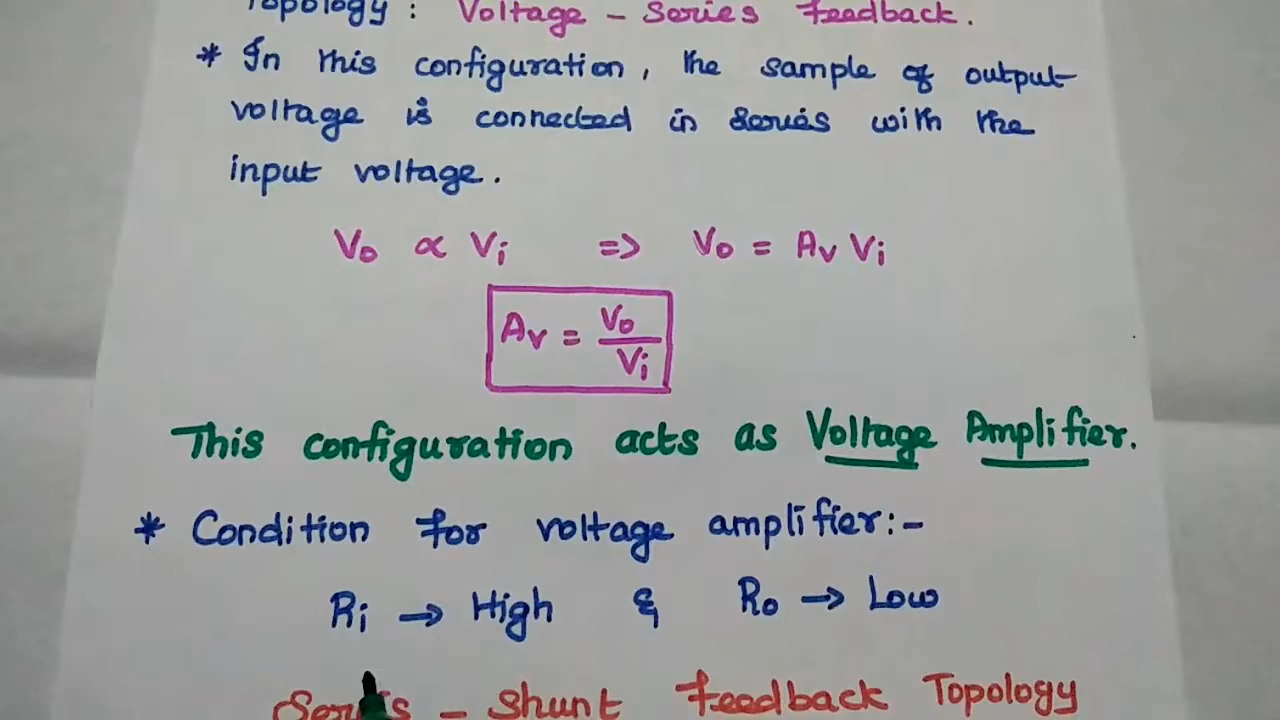 Topology : Voltage - Series Feedback.
* In this configuration, the sample of output
voltage is connected in series with the
input voltage.
Vo ∝ Vi => Vo = Av Vi
Av = Vo/Vi
This configuration acts as Voltage Amplifier.
* Condition for voltage amplifier:-
Ri → High & Ro → Low
Series - Shunt Feedback Topology